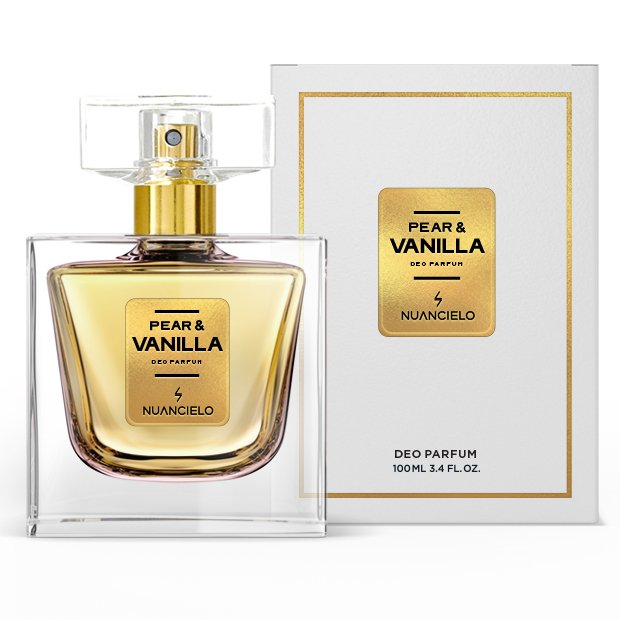 PEAR &
VANILLA
DEO PARFUM
NUANCIELO
PEAR &
VANILLA
DEO PARFUM
NUANCIELO
DEO PARFUM
100ML 3.4 FL.OZ.